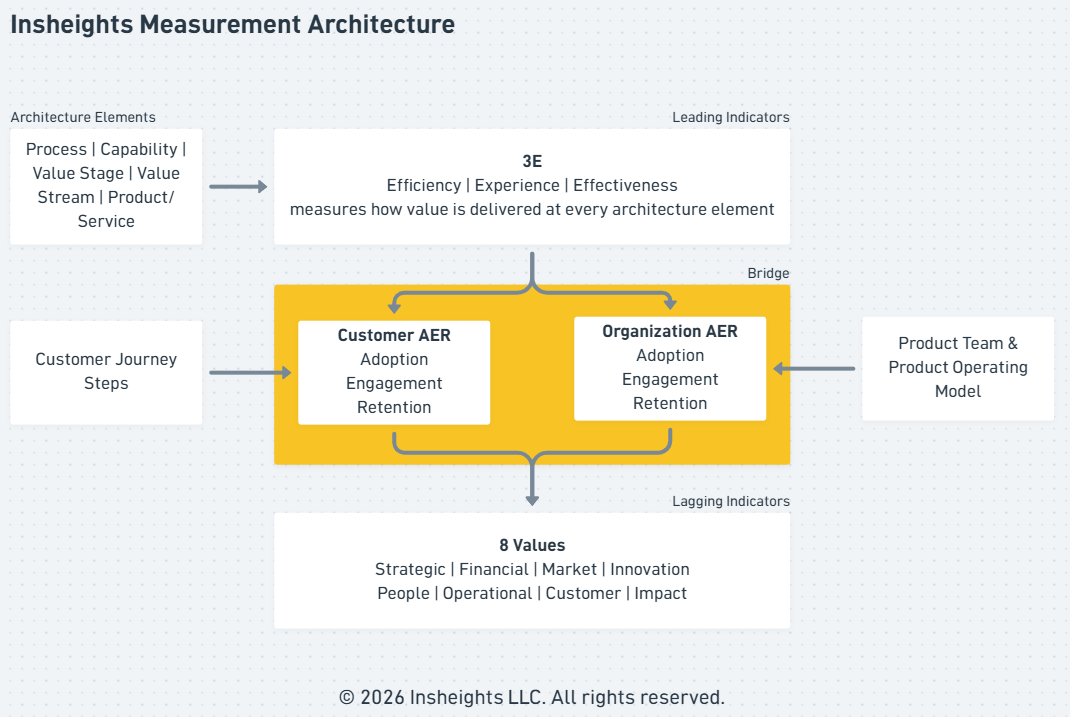 Insheights Measurement Architecture
Architecture Elements
Leading Indicators
Process | Capability |
Value Stage | Value
Stream | Product/
Service
3E
Efficiency | Experience | Effectiveness
measures how value is delivered at every architecture element
Bridge
Customer Journey
Steps
Customer AER
Adoption
Engagement
Retention
Organization AER
Adoption
Engagement
Retention
Product Team &
Product Operating
Model
Lagging Indicators
8 Values
Strategic | Financial | Market | Innovation
People | Operational | Customer | Impact
© 2026 Insheights LLC. All rights reserved.